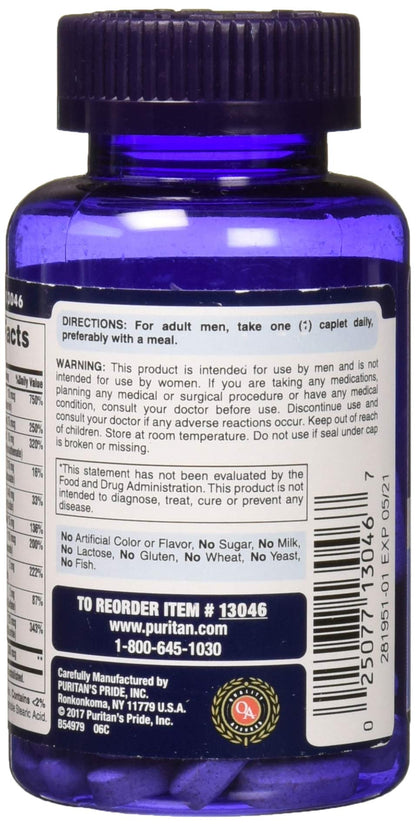 13046
acts
%Daily Value
750%
250%
320%
16%
33%
136%
290%
222%
87%
343%
**
Contains <2%
Stearic Acid.
DIRECTIONS: For adult men, take one (1) caplet daily,
preferably with a meal.
WARNING: This product is intended for use by men and is not
intended for use by women. If you are taking any medications,
planning any medical or surgical procedure or have any medical
condition, consult your doctor before use. Discontinue use and
consult your doctor if any adverse reactions occur. Keep out of reach
of children. Store at room temperature. Do not use if seal under cap
is broken or missing.
*This statement has not been evaluated by the
Food and Drug Administration. This product is not
intended to diagnose, treat, cure or prevent any
disease.
No Artificial Color or Flavor, No Sugar, No Milk,
No Lactose, No Gluten, No Wheat, No Yeast,
No Fish.
TO REORDER ITEM # 13046
www.puritan.com
1-800-645-1030
Carefully Manufactured by
PURITAN'S PRIDE, INC.
Ronkonkoma, NY 11779 U.S.A.
© 2017 Puritan's Pride, Inc.
B54979 06C
QUALITY
QA
ASSURED
0 25077 13046 7
281951-01 EXP 05/21